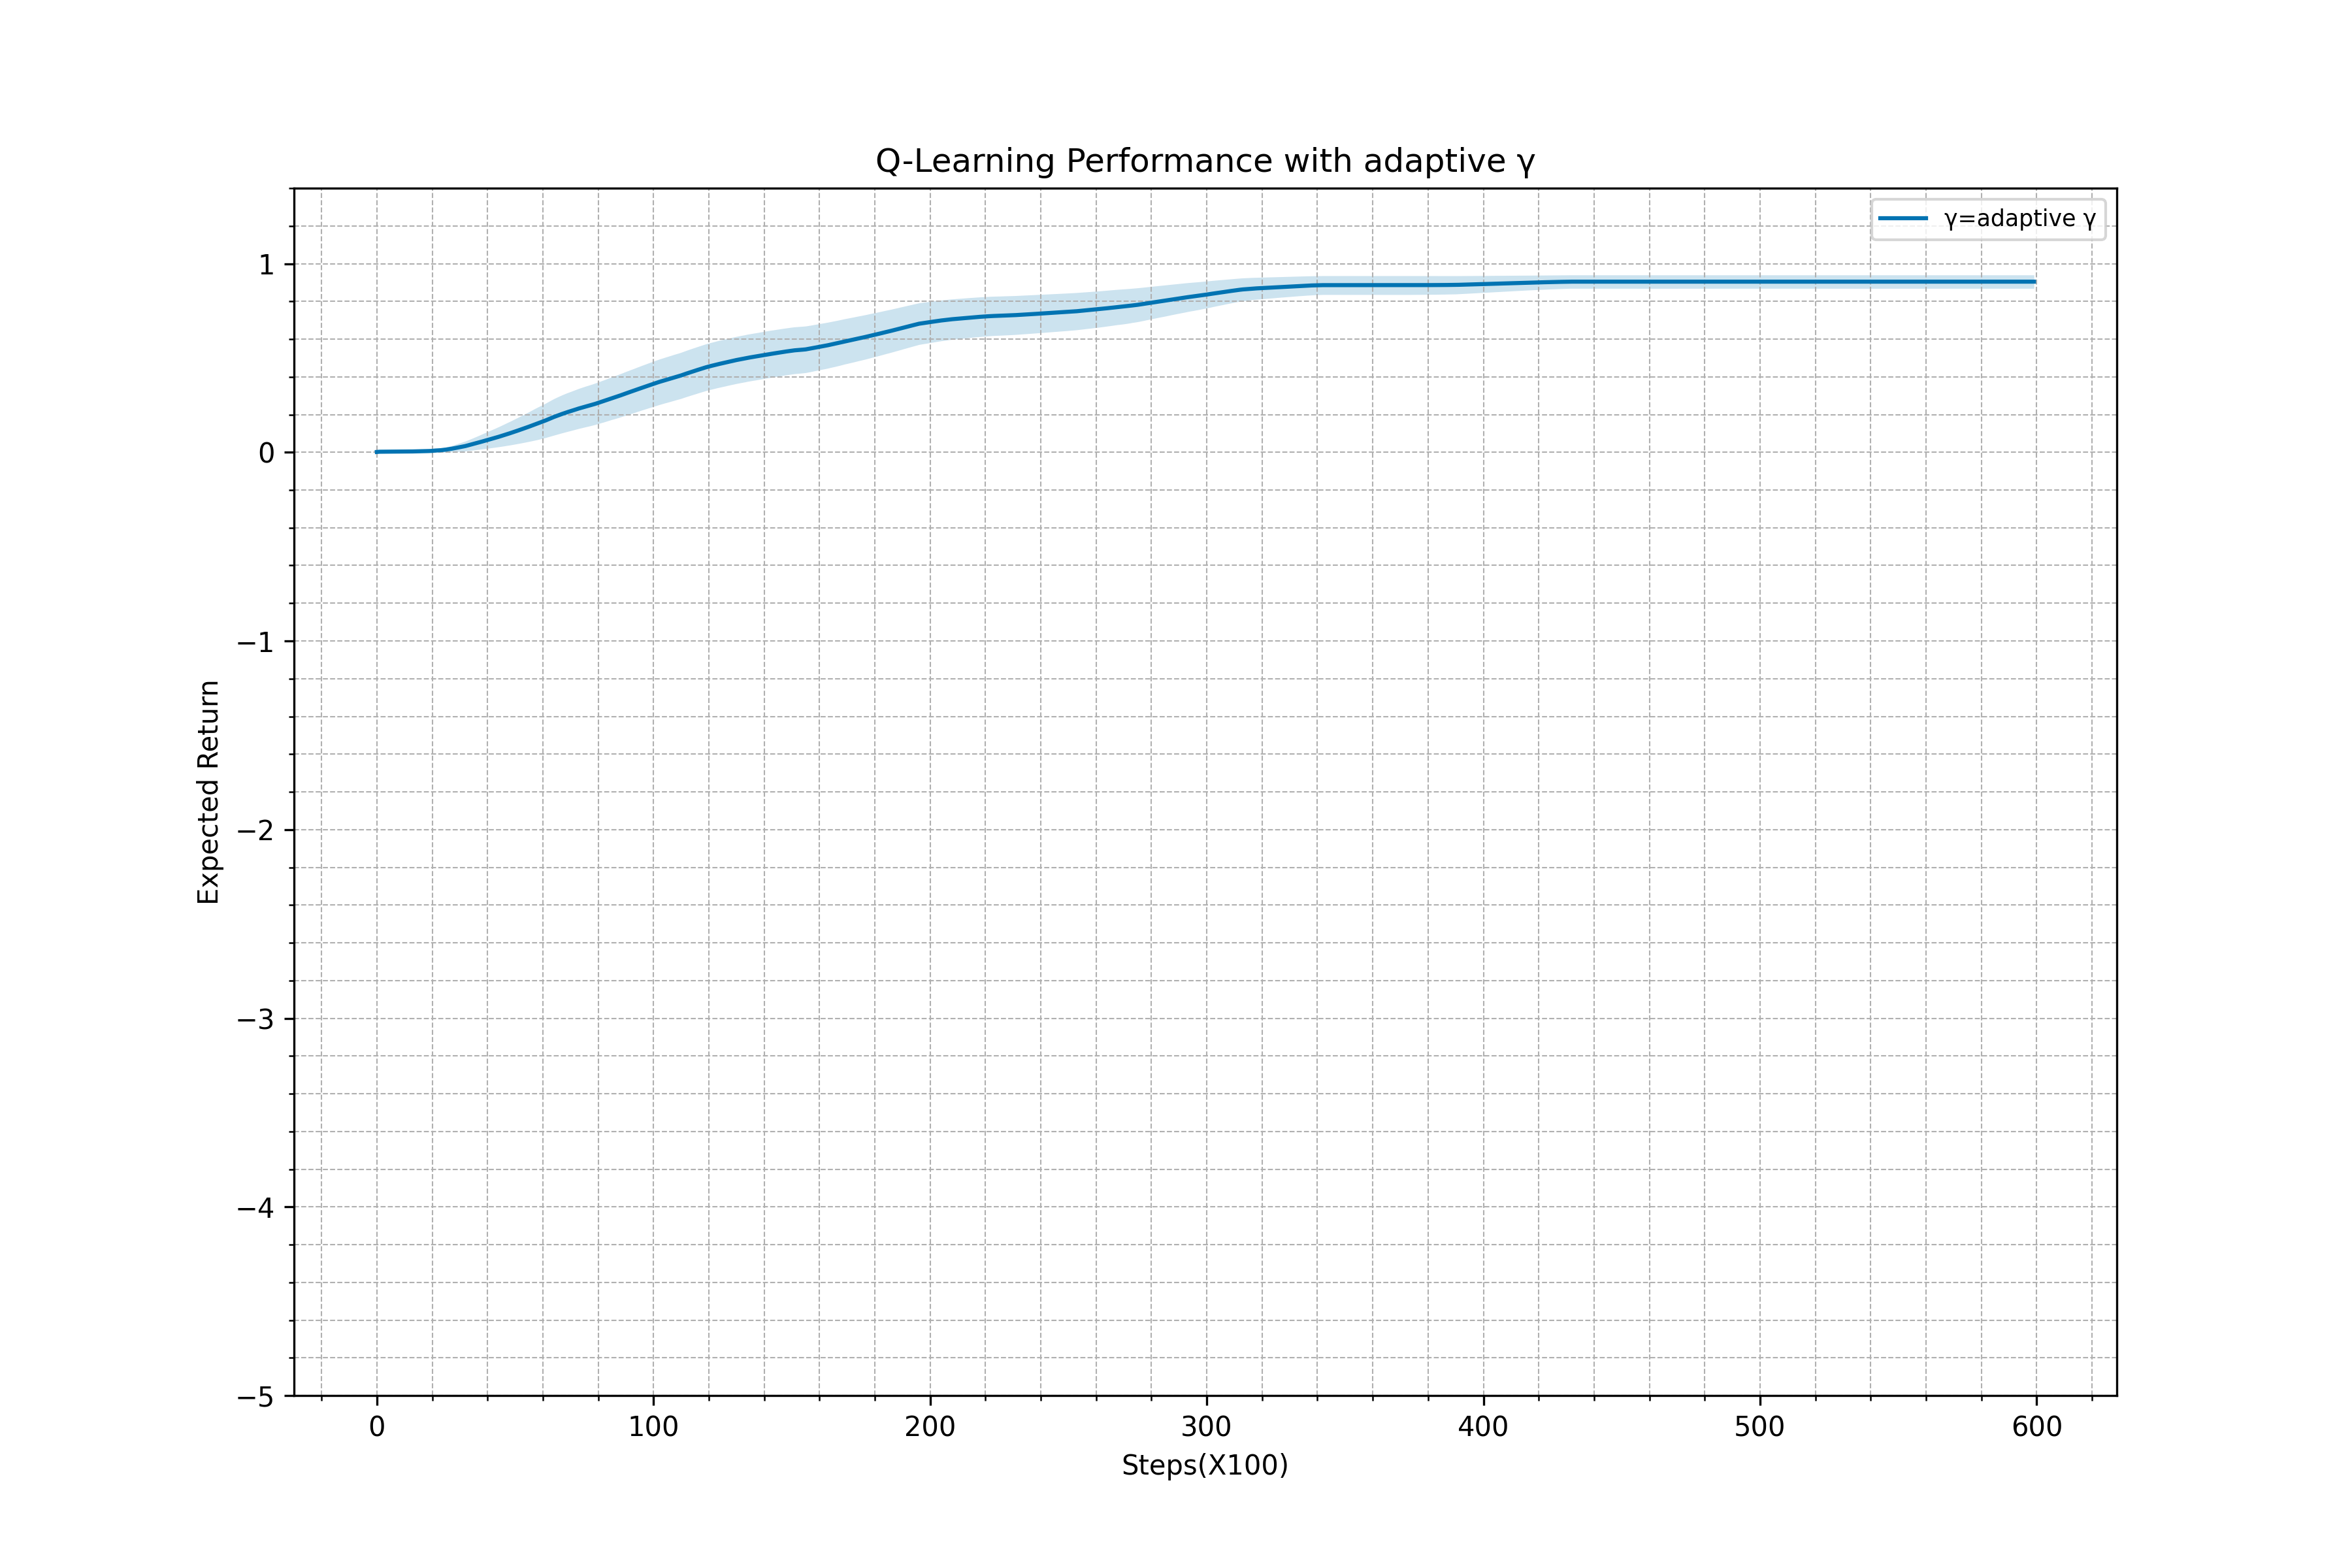 Q-Learning Performance with adaptive γ
γ=adaptive γ
1
0
−1
−2
−3
−4
−5
Expected Return
0 100 200 300 400 500 600
Steps(X100)